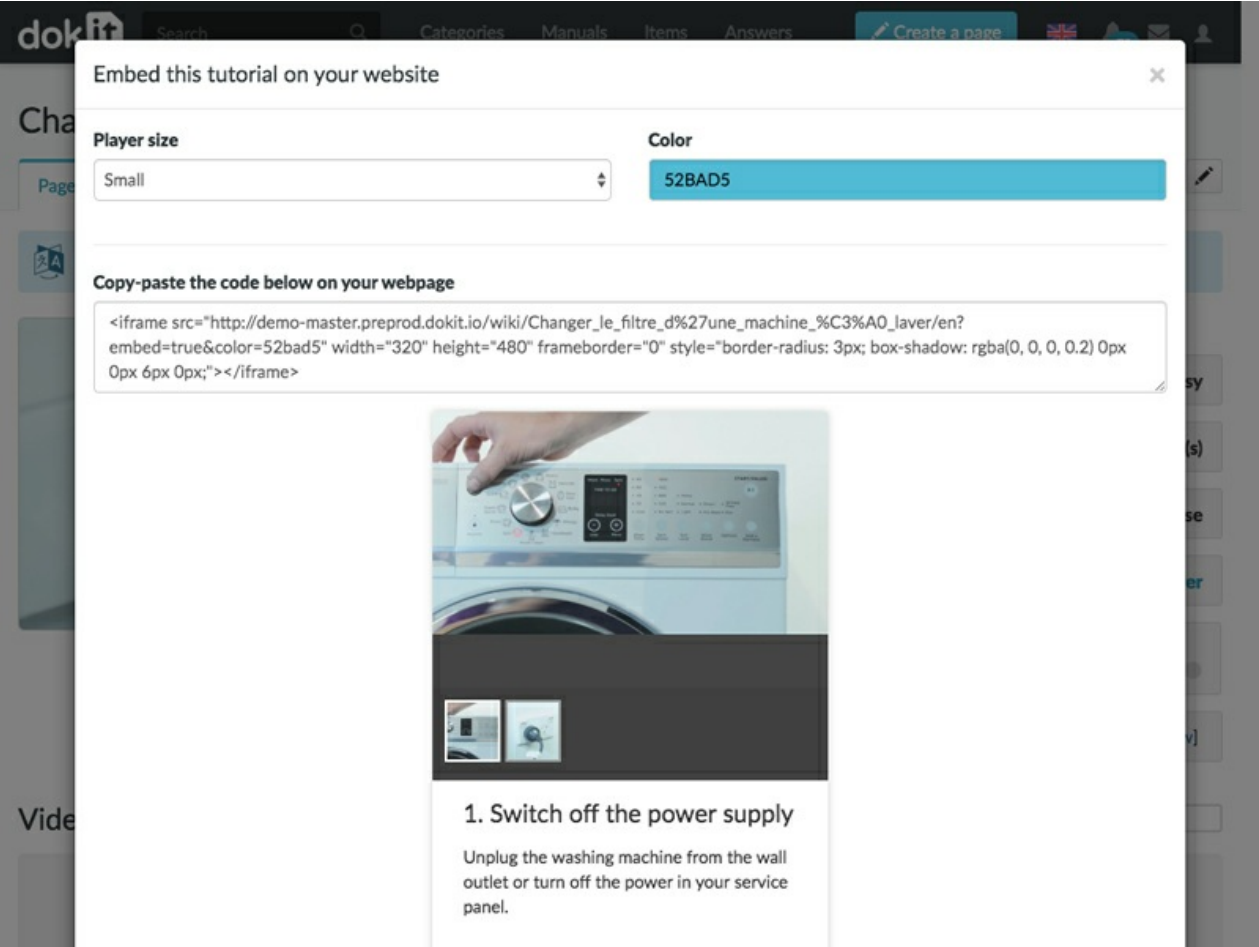 dokit
Search
Categories
Manuals
Items
Answers
Create a page
Embed this tutorial on your website
×
Cha
Player size
Color
Page
Small
52BAD5
Copy-paste the code below on your webpage
<iframe src="http://demo-master.preprod.dokit.io/wiki/Changer_le_filtre_d%27une_machine_%C3%A0_laver/en?
embed=true&color=52bad5" width="320" height="480" frameborder="0" style="border-radius: 3px; box-shadow: rgba(0, 0, 0, 0.2) 0px
0px 6px 0px;"></iframe>
sy
(s)
se
er
v]
Vide
1. Switch off the power supply
Unplug the washing machine from the wall
outlet or turn off the power in your service
panel.